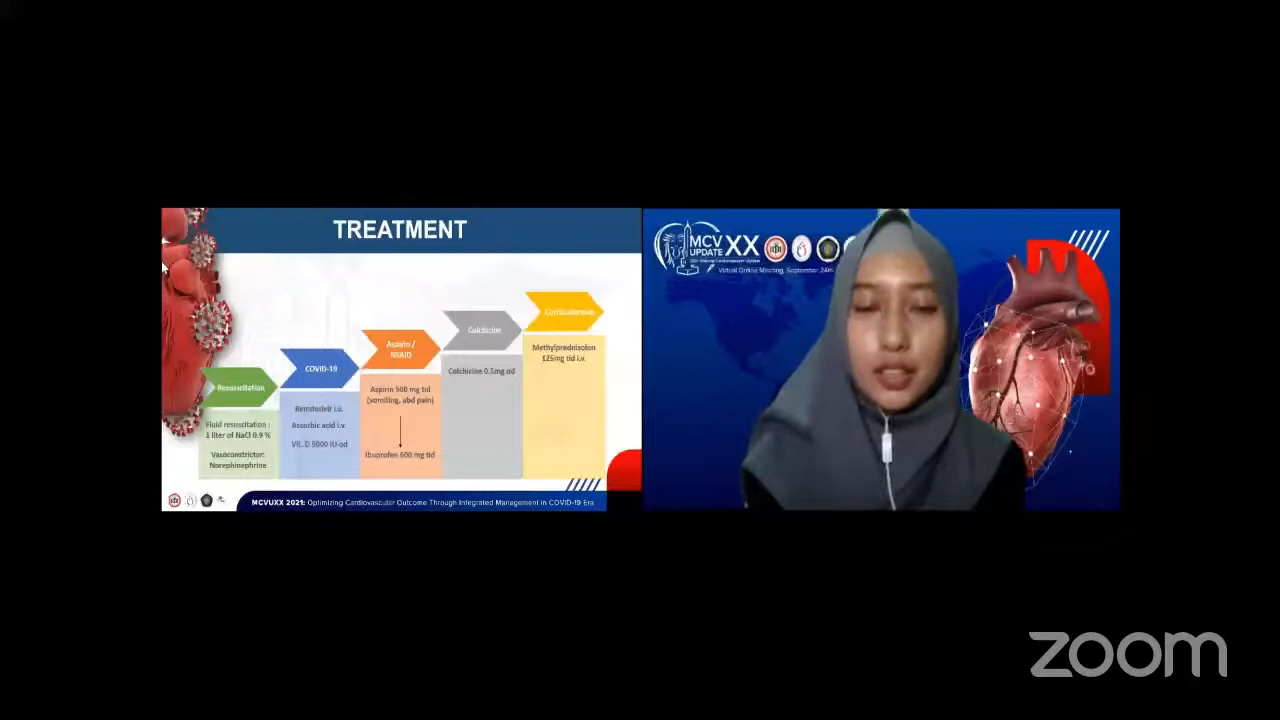 TREATMENT
Resuscitation
Fluid resuscitation :
1 liter of NaCl 0.9 %
Vasoconstrictor:
Norephinephrine
COVID-19
Remdesivir i.v.
Ascorbic acid i.v.
Vit. D 5000 IU od
Aspirin /
NSAID
Aspirin 500 mg tid
(vomiting, abd pain)
Ibuprofen 600 mg tid
Colchicine
Colchicine 0.5mg od
Corticosteroids
Methylprednisolon
125mg tid i.v.
MCVUXX 2021: Optimizing Cardiovascular Outcome Through Integrated Management in COVID-19 Era
MCV
UPDATE
XX
Virtual Online Meeting, September 24th
zoom